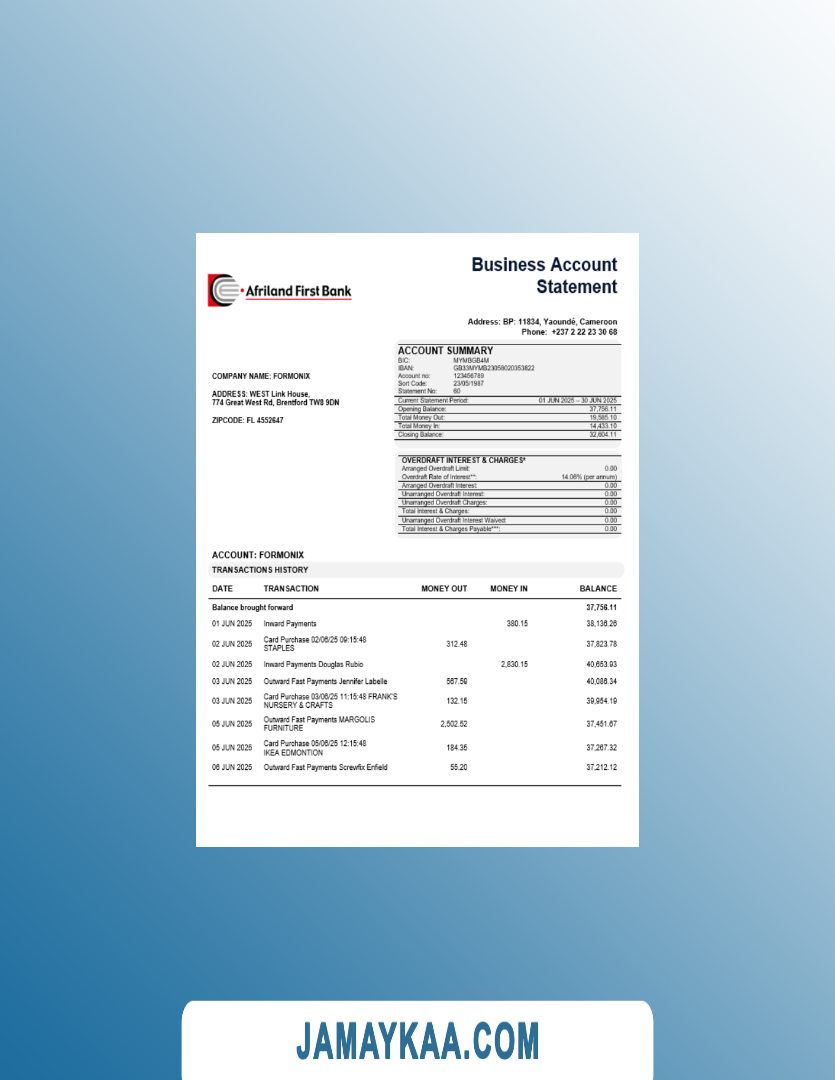 Business Account
Statement
Afriland First Bank
Address: BP: 11834, Yaoundé, Cameroon
Phone: +237 2 22 23 30 68
ACCOUNT SUMMARY
BIC: MYMBGB4M
IBAN: GB33MYMB23058020353822
Account no: 123456789
Sort Code: 23/05/1987
Statement No: 60
Current Statement Period: 01 JUN 2025 – 30 JUN 2025
Opening Balance: 37,756.11
Total Money Out: 19,585.10
Total Money In: 14,433.10
Closing Balance: 32,604.11
COMPANY NAME: FORMONIX
ADDRESS: WEST Link House,
774 Great West Rd, Brentford TW8 9DN
ZIPCODE: FL 4552647
OVERDRAFT INTEREST & CHARGES*
Arranged Overdraft Limit: 0.00
Overdraft Rate of Interest**: 14.06% (per annum)
Arranged Overdraft Interest: 0.00
Unarranged Overdraft Interest: 0.00
Unarranged Overdraft Charges: 0.00
Total Interest & Charges: 0.00
Unarranged Overdraft Interest Waived: 0.00
Total Interest & Charges Payable***: 0.00
ACCOUNT: FORMONIX
TRANSACTIONS HISTORY
DATE TRANSACTION MONEY OUT MONEY IN BALANCE
Balance brought forward 37,756.11
01 JUN 2025 Inward Payments 380.15 38,136.26
02 JUN 2025 Card Purchase 02/06/25 09:15:48 312.48 37,823.78
STAPLES
02 JUN 2025 Inward Payments Douglas Rubio 2,830.15 40,653.93
03 JUN 2025 Outward Fast Payments Jennifer Labelle 567.59 40,086.34
03 JUN 2025 Card Purchase 03/06/25 11:15:48 FRANK'S 132.15 39,954.19
NURSERY & CRAFTS
05 JUN 2025 Outward Fast Payments MARGOLIS 2,502.52 37,451.67
FURNITURE
05 JUN 2025 Card Purchase 05/06/25 12:15:48 184.35 37,267.32
IKEA EDMONTION
06 JUN 2025 Outward Fast Payments Screwfix Enfield 55.20 37,212.12
JAMAYKAA.COM